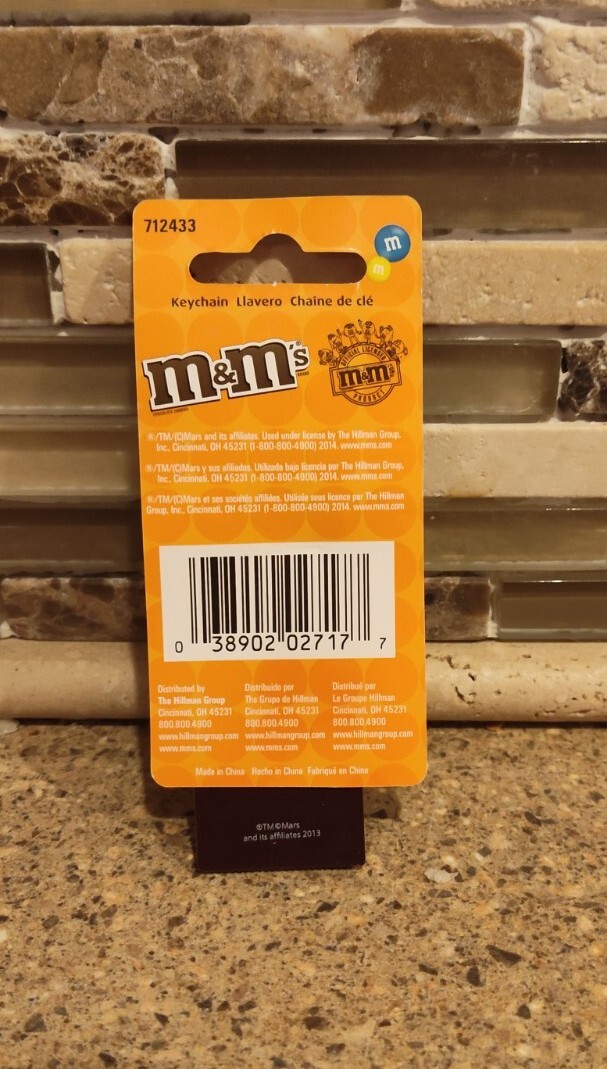 712433
m
m
Keychain Llavero Chaîne de clé
m&m's
OFFICIAL LICENSED
m&m's
PRODUCT
®/TM/(C)Mars and its affiliates. Used under license by The Hillman Group,
Inc., Cincinnati, OH 45231 (1-800-800-4900) 2014. www.mms.com
®/TM/(C)Mars y sus afiliadas. Utilizada bajo licencia por The Hillman Group,
Inc., Cincinnati, OH 45231 (1-800-800-4900) 2014. www.mms.com
®/TM/(C)Mars et ses sociétés affiliées. Utilisée sous licence par The Hillman
Group, Inc., Cincinnati, OH 45231 (1-800-800-4900) 2014. www.mms.com
0 38902 02717 7
Distributed by
The Hillman Group
Cincinnati, OH 45231
800.800.4900
www.hillmangroup.com
www.mms.com
Distribuido por
The Grupo de Hillman
Cincinnati, OH 45231
800.800.4900
www.hillmangroup.com
www.mms.com
Distribué par
Le Groupe Hillman
Cincinnati, OH 45231
800.800.4900
www.hillmangroup.com
www.mms.com
Made in China Hecho in China Fabriqué en China
®TM©Mars
and its affiliates 2013